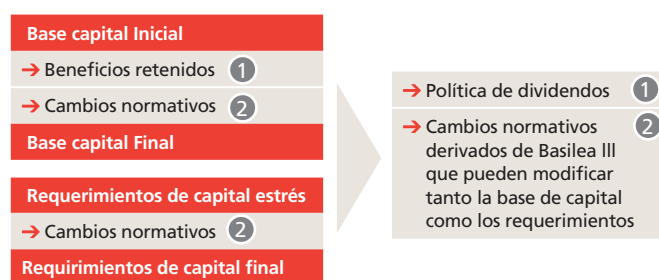 Base capital Inicial
→ Beneficios retenidos 1
→ Cambios normativos 2
Base capital Final
Requerimientos de capital estrés
→ Cambios normativos 2
Requirimientos de capital final
→ Política de dividendos 1
→ Cambios normativos 2
derivados de Basilea III
que pueden modificar
tanto la base de capital
como los requerimientos